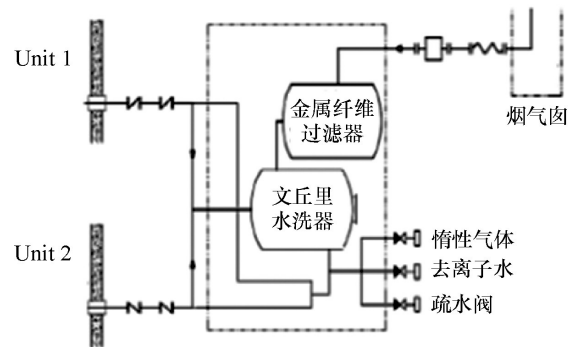 Unit 1
金属纤维
过滤器
烟气囱
文丘里
水洗器
Unit 2
惰性气体
去离子水
疏水阀